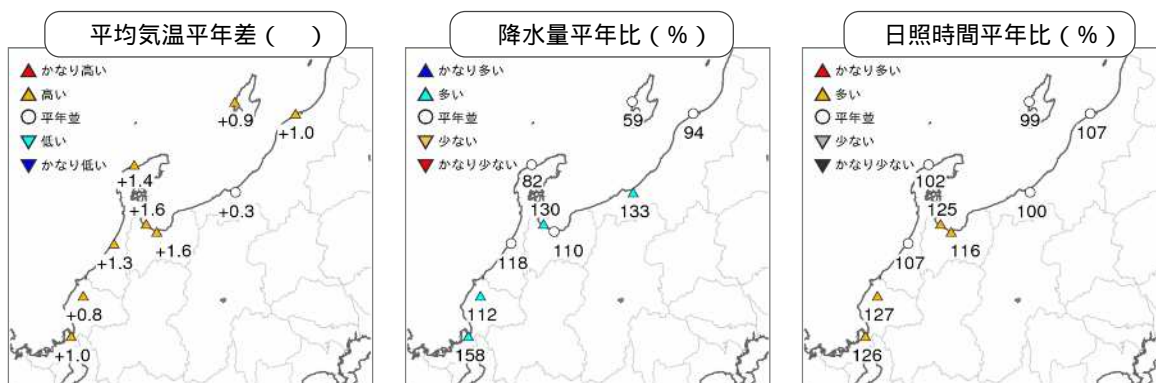 平均気温平年差（　）
かなり高い
高い
平年並
低い
かなり低い
+0.9
+1.0
+1.4
+0.3
+1.6
+1.6
+1.3
+0.8
+1.0
降水量平年比（％）
かなり多い
多い
平年並
少ない
かなり少ない
59
94
82
133
130
110
118
112
158
日照時間平年比（％）
かなり多い
多い
平年並
少ない
かなり少ない
99
107
102
100
125
116
107
127
126